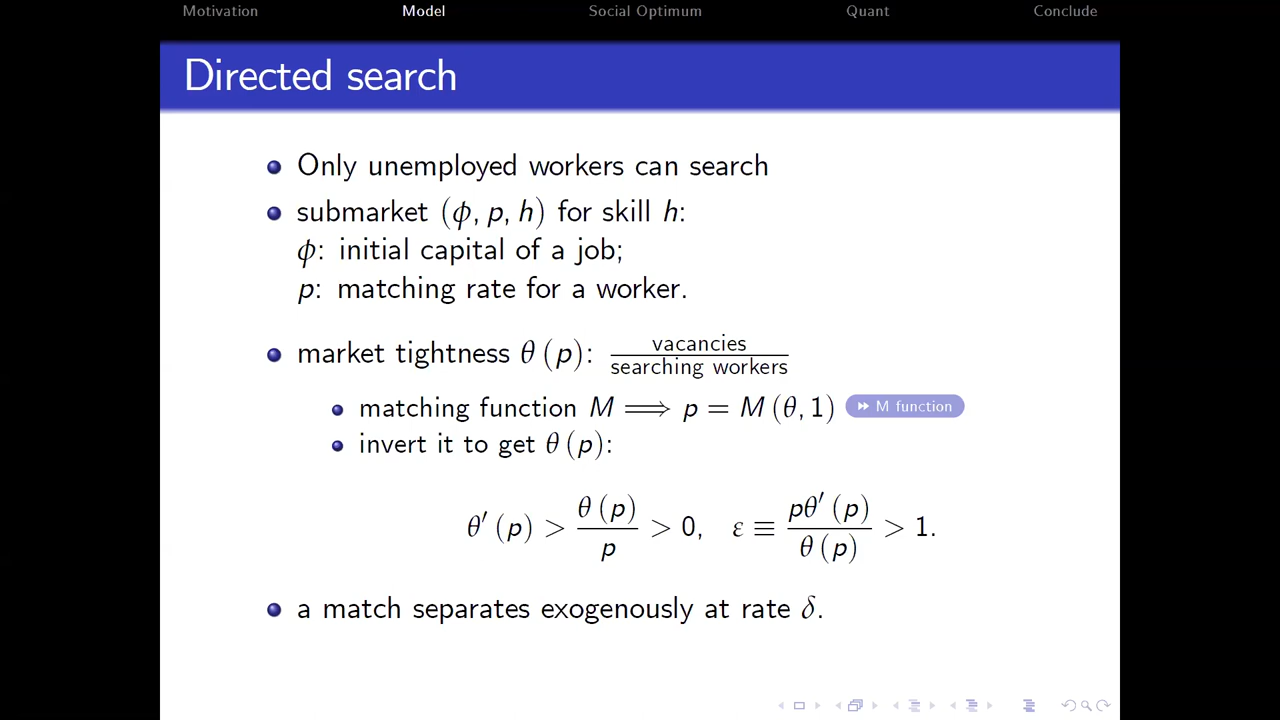 Motivation Model Social Optimum Quant Conclude
Directed search
Only unemployed workers can search
submarket (ϕ, p, h) for skill h:
ϕ: initial capital of a job;
p: matching rate for a worker.
market tightness θ (p): vacancies / searching workers
matching function M ⟹ p = M (θ, 1) M function
invert it to get θ (p):
θ′ (p) > θ (p) / p > 0, ε ≡ pθ′ (p) / θ (p) > 1.
a match separates exogenously at rate δ.